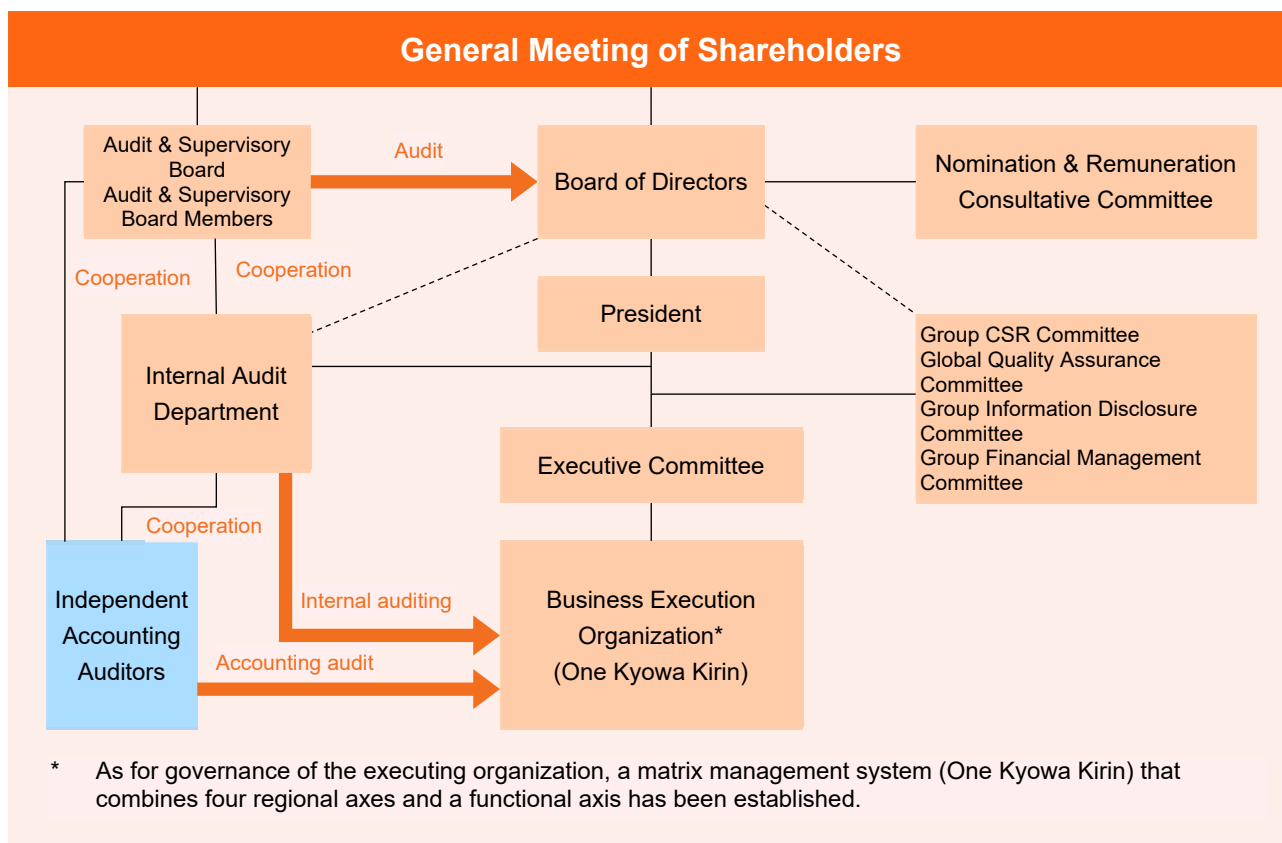 General Meeting of Shareholders
Audit & Supervisory
Board
Audit & Supervisory
Board Members
Audit
Board of Directors
Nomination & Remuneration
Consultative Committee
Cooperation
Cooperation
President
Internal Audit
Department
Group CSR Committee
Global Quality Assurance
Committee
Group Information Disclosure
Committee
Group Financial Management
Committee
Executive Committee
Cooperation
Independent
Accounting
Auditors
Internal auditing
Accounting audit
Business Execution
Organization*
(One Kyowa Kirin)
* As for governance of the executing organization, a matrix management system (One Kyowa Kirin) that
combines four regional axes and a functional axis has been established.